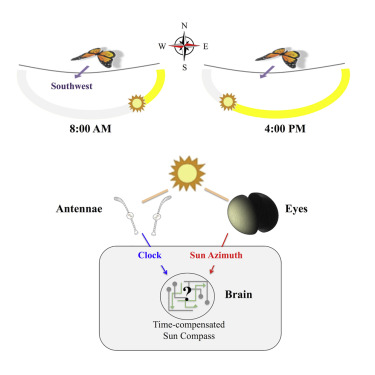 N
W E
S
Southwest
8:00 AM
4:00 PM
Antennae
Eyes
Clock
Sun Azimuth
?
Brain
Time-compensated
Sun Compass